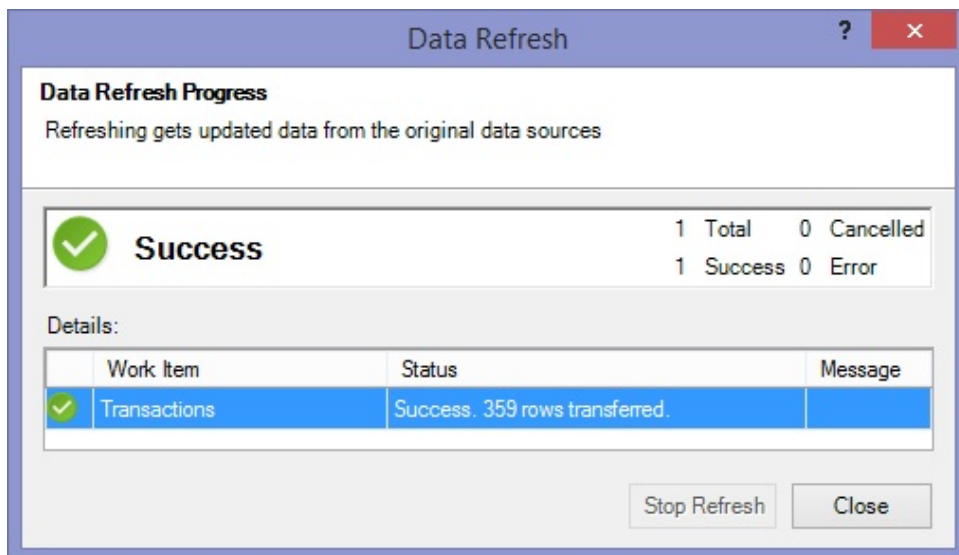 Data Refresh
?
Data Refresh Progress
Refreshing gets updated data from the original data sources
Success
1 Total 0 Cancelled
1 Success 0 Error
Details:
Work Item Status Message
Transactions Success. 359 rows transferred.
Stop Refresh Close